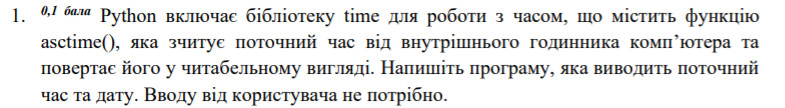 1. 0,1 бала Python включає бібліотеку time для роботи з часом, що містить функцію
asctime(), яка зчитує поточний час від внутрішнього годинника комп’ютера та
повертає його у читабельному вигляді. Напишіть програму, яка виводить поточний
час та дату. Вводу від користувача не потрібно.